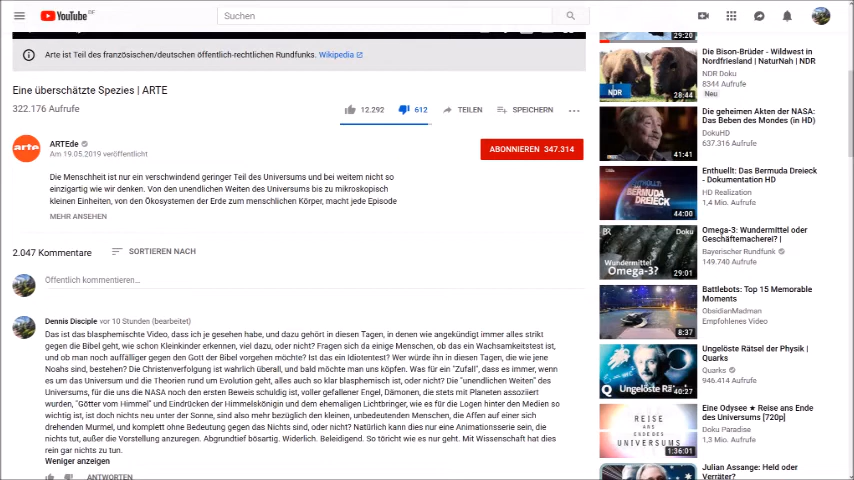 YouTube DE
Suchen
Arte ist Teil des französischen/deutschen öffentlich-rechtlichen Rundfunks. Wikipedia
Eine überschätzte Spezies | ARTE
322.176 Aufrufe
12.292
612
TEILEN
SPEICHERN
arte
ARTEde
Am 19.05.2019 veröffentlicht
ABONNIEREN 347.314
Die Menschheit ist nur ein verschwindend geringer Teil des Universums und bei weitem nicht so
einzigartig wie wir denken. Von den unendlichen Weiten des Universums bis zu mikroskopisch
kleinen Einheiten, von den Ökosystemen der Erde zum menschlichen Körper, macht jede Episode
MEHR ANSEHEN
2.047 Kommentare
SORTIEREN NACH
Öffentlich kommentieren...
Dennis Disciple vor 10 Stunden (bearbeitet)
Das ist das blasphemischte Video, dass ich je gesehen habe, und dazu gehört in diesen Tagen, in denen wie angekündigt immer alles strikt
gegen die Bibel geht, wie schon Kleinkinder erkennen, viel dazu, oder nicht? Fragen sich da einige Menschen, ob das ein Wachsamkeitstest ist,
und ob man noch auffälliger gegen den Gott der Bibel vorgehen möchte? Ist das ein Idiotentest? Wer würde ihn in diesen Tagen, die wie jene
Noahs sind, bestehen? Die Christenverfolgung ist wahrlich überall, und bald möchte man uns köpfen. Was für ein "Zufall", dass es immer, wenn
es um das Universum und die Theorien rund um Evolution geht, alles auch so klar blasphemisch ist, oder nicht? Die "unendlichen Weiten" des
Universums, für die uns die NASA noch den ersten Beweis schuldig ist, voller gefallener Engel, Dämonen, die stets mit Planeten assoziiert
wurden, "Götter vom Himmel" und Eindrücken der Himmelskönigin und dem ehemaligen Lichtbringer, wie es für die Logen hinter den Medien so
wichtig ist, ist doch nichts neu unter der Sonne, sind also mehr bezüglich den kleinen, unbedeutenden Menschen, die Affen auf einer sich
drehenden Murmel, und komplett ohne Bedeutung gegen das Nichts sind, oder nicht? Natürlich kann dies nur eine Animationsserie sein, die
nichts tut, außer die Vorstellung anzuregen. Abgrundtief bösartig. Widerlich. Beleidigend. So töricht wie es nur geht. Mit Wissenschaft hat dies
rein gar nichts zu tun.
Weniger anzeigen
ANTWORTEN
29:20
NDR
28:44
Die Bison-Brüder - Wildwest in
Nordfriesland | NaturNah | NDR
NDR Doku
8344 Aufrufe
Neu
41:41
Die geheimen Akten der NASA:
Das Beben des Mondes (in HD)
DokuHD
637.316 Aufrufe
BERMUDA
DREIECK
44:00
Enthuellt: Das Bermuda Dreieck
- Dokumentation HD
HD Realization
1,4 Mio. Aufrufe
BR
Doku
Wundermittel
Omega-3?
29:01
Omega-3: Wundermittel oder
Geschäftemacherei? |
Bayerischer Rundfunk
149.740 Aufrufe
8:37
Battlebots: Top 15 Memorable
Moments
ObsidianMadman
Empfohlenes Video
Q
40:27
Ungelöste Rätsel der Physik |
Quarks
Quarks
946.414 Aufrufe
REISE
ANS ENDE DES
UNIVERSUMS
1:36:01
Eine Odysee ★ Reise ans Ende
des Universums [720p]
Doku Paradise
1,3 Mio. Aufrufe
Julian Assange: Held oder
Verräter?